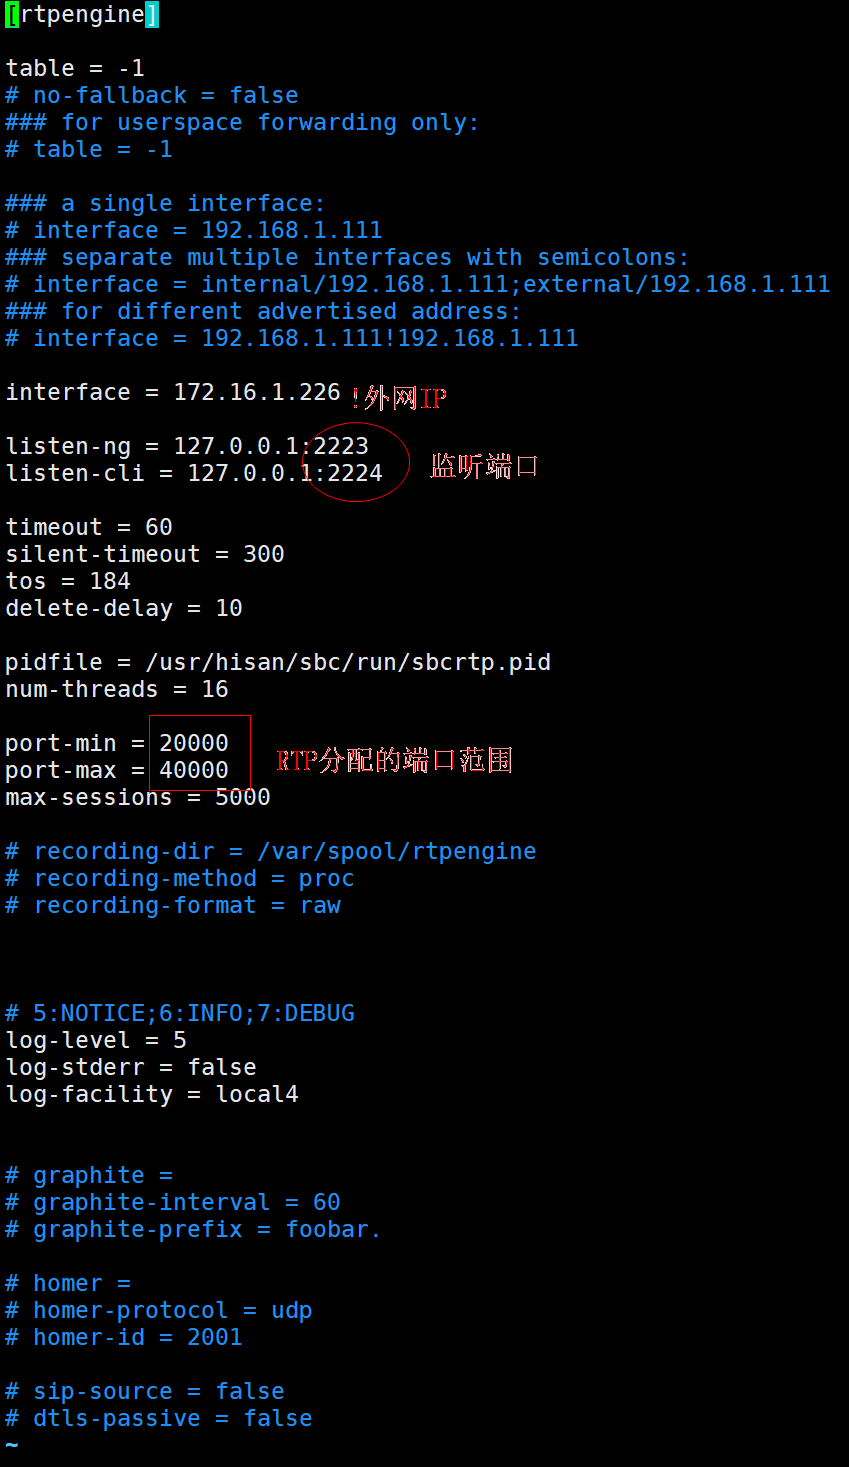 [rtpengine]
table = -1
# no-fallback = false
### for userspace forwarding only:
# table = -1
### a single interface:
# interface = 192.168.1.111
### separate multiple interfaces with semicolons:
# interface = internal/192.168.1.111;external/192.168.1.111
### for different advertised address:
# interface = 192.168.1.111!192.168.1.111
interface = 172.16.1.226 !外网IP
listen-ng = 127.0.0.1:2223
listen-cli = 127.0.0.1:2224
监听端口
timeout = 60
silent-timeout = 300
tos = 184
delete-delay = 10
pidfile = /usr/hisan/sbc/run/sbcrtp.pid
num-threads = 16
port-min = 20000
port-max = 40000
RTP分配的端口范围
max-sessions = 5000
# recording-dir = /var/spool/rtpengine
# recording-method = proc
# recording-format = raw
# 5:NOTICE;6:INFO;7:DEBUG
log-level = 5
log-stderr = false
log-facility = local4
# graphite =
# graphite-interval = 60
# graphite-prefix = foobar.
# homer =
# homer-protocol = udp
# homer-id = 2001
# sip-source = false
# dtls-passive = false
~